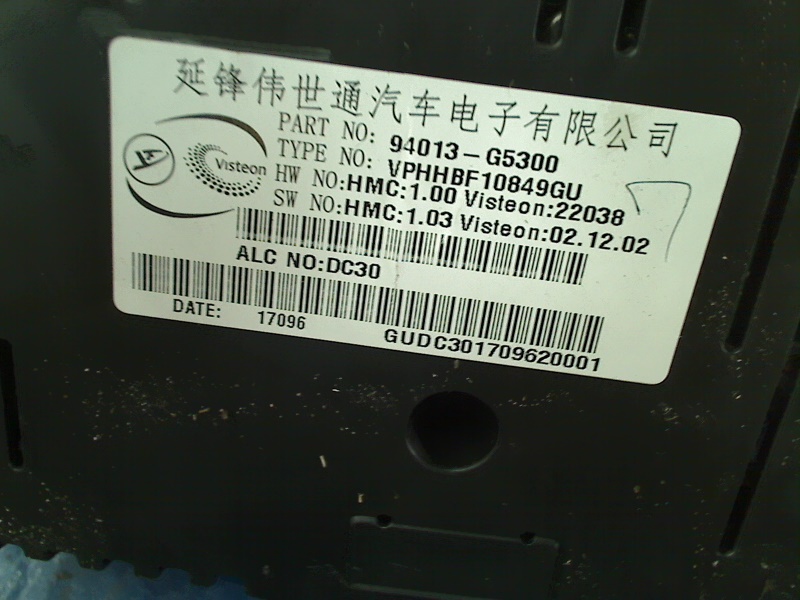 延锋伟世通汽车电子有限公司
Visteon
PART NO: 94013-G5300
TYPE NO: VPHHBF10849GU
HW NO:HMC:1.00 Visteon:22038
SW NO:HMC:1.03 Visteon:02.12.02
ALC NO:DC30
DATE: 17096
GUDC301709620001